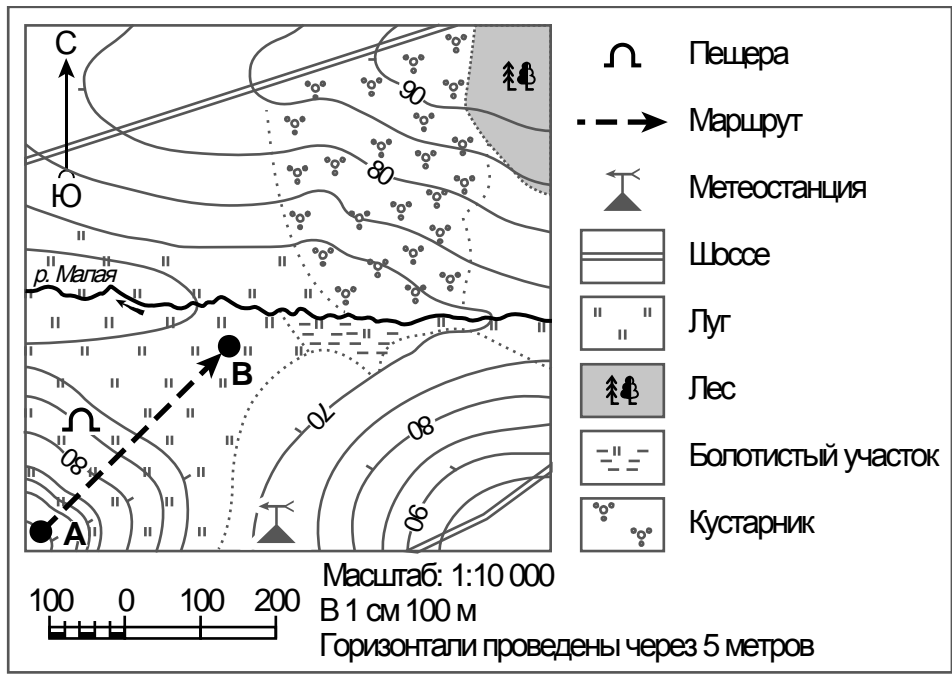 С
Ю
90
80
р. Малая
В
70
80
80
90
А
Пещера
Маршрут
Метеостанция
Шоссе
Луг
Лес
Болотистый участок
Кустарник
100 0 100 200
Масштаб: 1:10 000
В 1 см 100 м
Горизонтали проведены через 5 метров